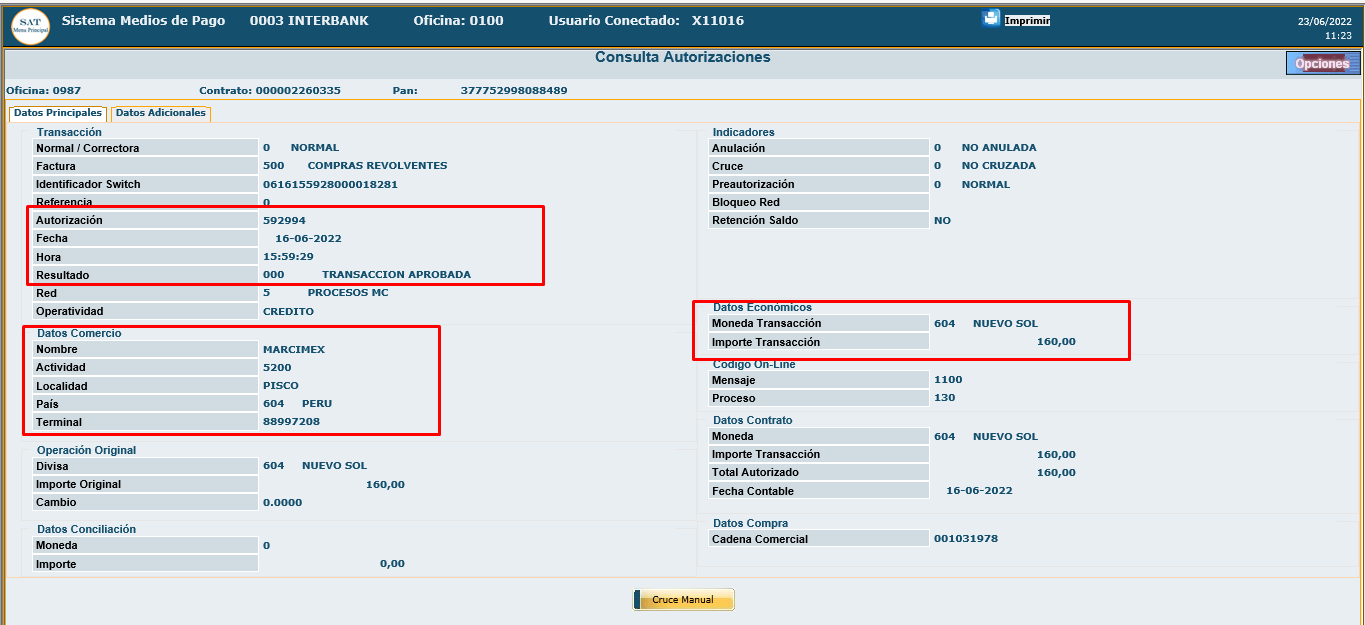 SAT
Menu Principal
Sistema Medios de Pago 0003 INTERBANK Oficina: 0100 Usuario Conectado: X11016 Imprimir 23/06/2022
11:23
Consulta Autorizaciones
Opciones
Oficina: 0987 Contrato: 000002260335 Pan: 377752998088489
Datos Principales Datos Adicionales
Transacción
Normal / Correctora 0 NORMAL
Factura 500 COMPRAS REVOLVENTES
Identificador Switch 0616155928000018281
Referencia 0
Autorización 592994
Fecha 16-06-2022
Hora 15:59:29
Resultado 000 TRANSACCION APROBADA
Red 5 PROCESOS MC
Operatividad CREDITO
Datos Comercio
Nombre MARCIMEX
Actividad 5200
Localidad PISCO
País 604 PERU
Terminal 88997208
Operación Original
Divisa 604 NUEVO SOL
Importe Original 160,00
Cambio 0.0000
Datos Conciliación
Moneda 0
Importe 0,00
Indicadores
Anulación 0 NO ANULADA
Cruce 0 NO CRUZADA
Preautorización 0 NORMAL
Bloqueo Red
Retención Saldo NO
Datos Económicos
Moneda Transacción 604 NUEVO SOL
Importe Transacción 160,00
Código On-Line
Mensaje 1100
Proceso 130
Datos Contrato
Moneda 604 NUEVO SOL
Importe Transacción 160,00
Total Autorizado 160,00
Fecha Contable 16-06-2022
Datos Compra
Cadena Comercial 001031978
Cruce Manual